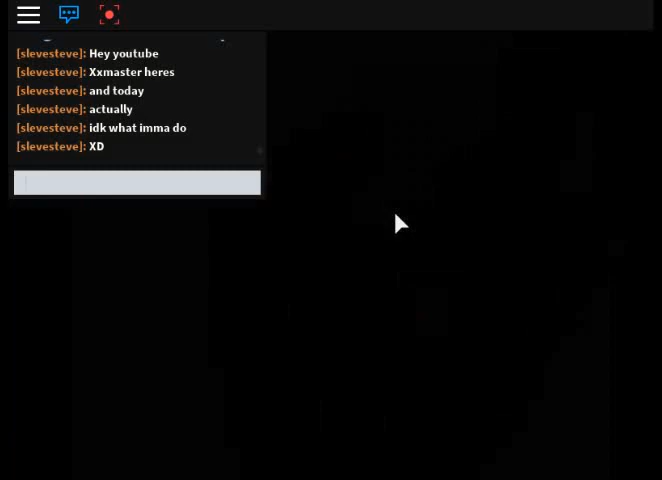 [slevesteve]: Hey youtube
[slevesteve]: Xxmaster heres
[slevesteve]: and today
[slevesteve]: actually
[slevesteve]: idk what imma do
[slevesteve]: XD